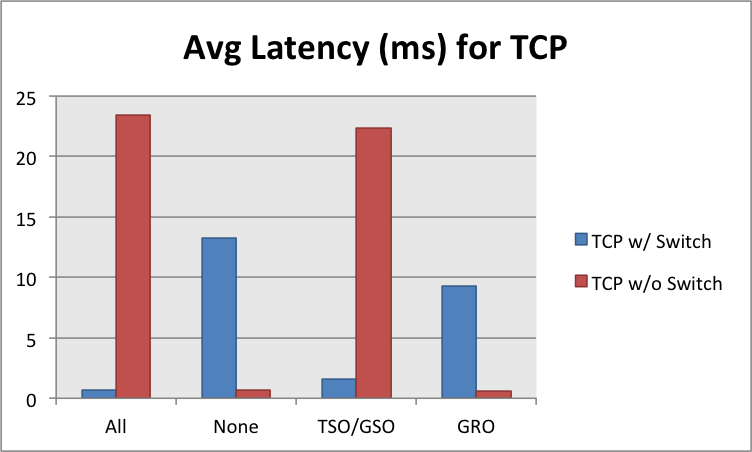 Avg Latency (ms) for TCP
25
20
15
10
5
0
All None TSO/GSO GRO
TCP w/ Switch
TCP w/o Switch